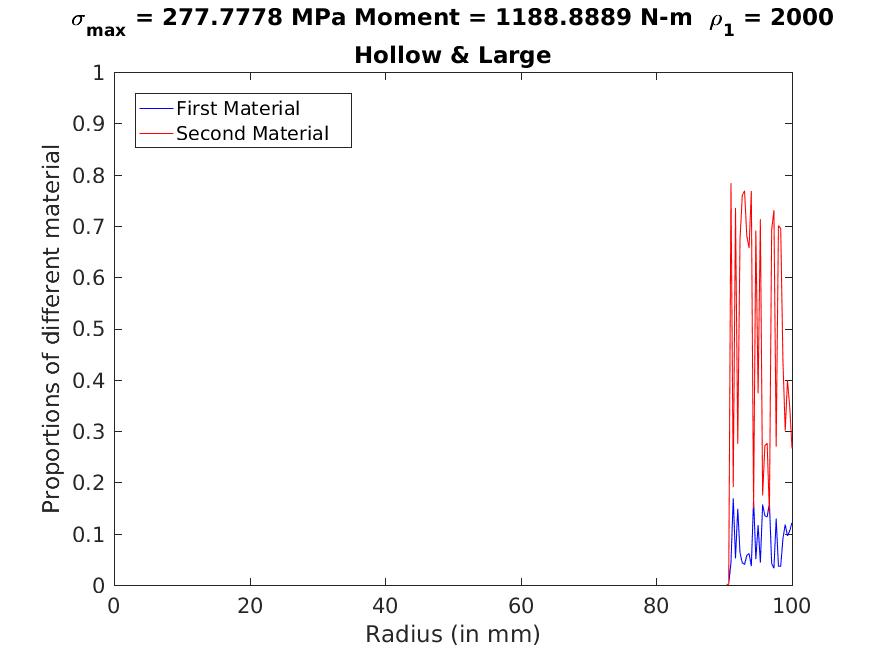 σmax = 277.7778 MPa Moment = 1188.8889 N-m ρ1 = 2000
Hollow & Large
1
0.9
0.8
0.7
0.6
0.5
0.4
0.3
0.2
0.1
0
First Material
Second Material
Proportions of different material
0 20 40 60 80 100
Radius (in mm)